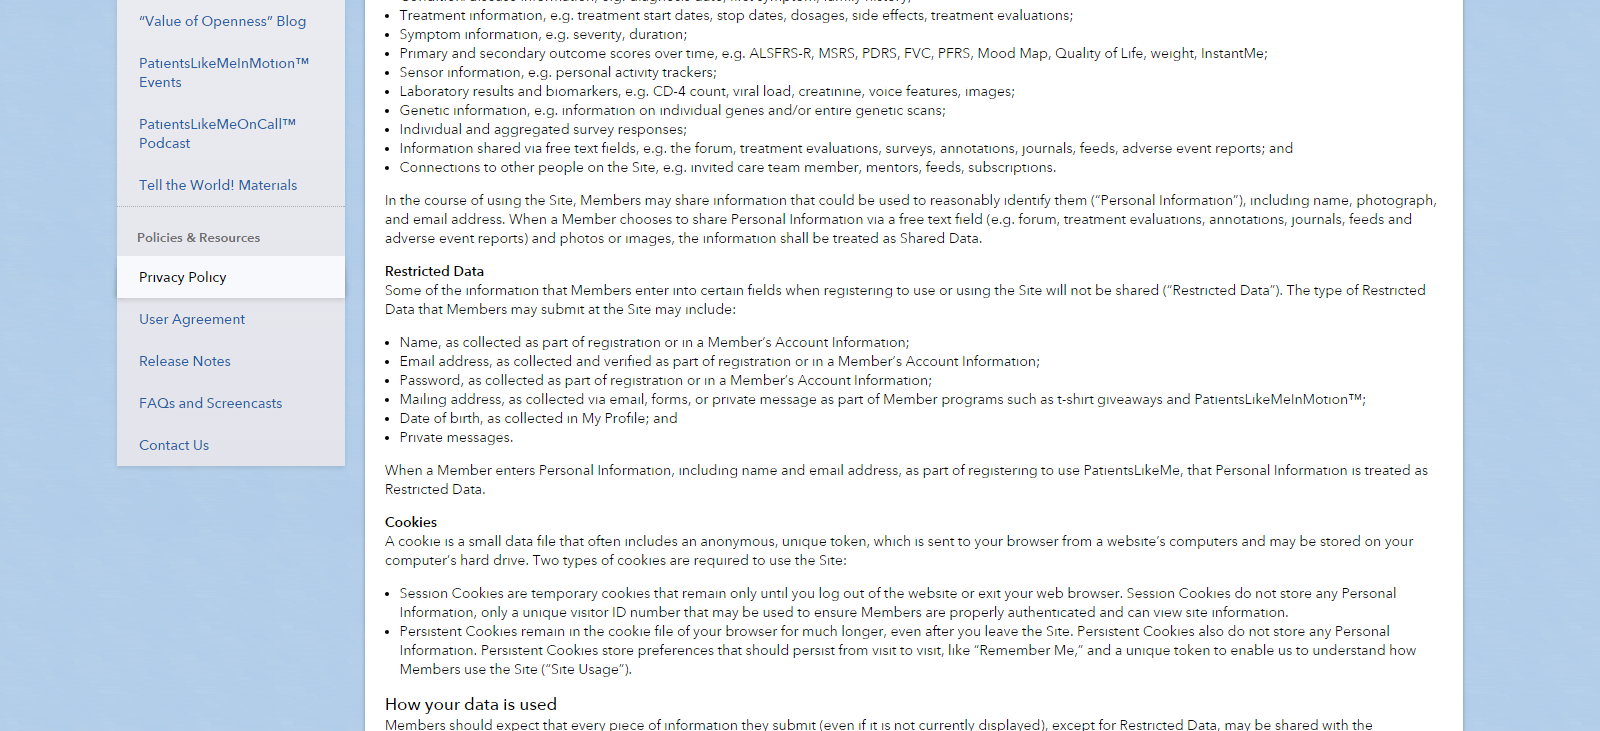 “Value of Openness” Blog
PatientsLikeMeInMotion™
Events
PatientsLikeMeOnCall™
Podcast
Tell the World! Materials
Policies & Resources
Privacy Policy
User Agreement
Release Notes
FAQs and Screencasts
Contact Us
• Treatment information, e.g. treatment start dates, stop dates, dosages, side effects, treatment evaluations;
• Symptom information, e.g. severity, duration;
• Primary and secondary outcome scores over time, e.g. ALSFRS-R, MSRS, PDRS, FVC, PFRS, Mood Map, Quality of Life, weight, InstantMe;
• Sensor information, e.g. personal activity trackers;
• Laboratory results and biomarkers, e.g. CD-4 count, viral load, creatinine, voice features, images;
• Genetic information, e.g. information on individual genes and/or entire genetic scans;
• Individual and aggregated survey responses;
• Information shared via free text fields, e.g. the forum, treatment evaluations, surveys, annotations, journals, feeds, adverse event reports; and
• Connections to other people on the Site, e.g. invited care team member, mentors, feeds, subscriptions.
In the course of using the Site, Members may share information that could be used to reasonably identify them (“Personal Information”), including name, photograph,
and email address. When a Member chooses to share Personal Information via a free text field (e.g. forum, treatment evaluations, annotations, journals, feeds and
adverse event reports) and photos or images, the information shall be treated as Shared Data.
Restricted Data
Some of the information that Members enter into certain fields when registering to use or using the Site will not be shared (“Restricted Data”). The type of Restricted
Data that Members may submit at the Site may include:
• Name, as collected as part of registration or in a Member’s Account Information;
• Email address, as collected and verified as part of registration or in a Member’s Account Information;
• Password, as collected as part of registration or in a Member’s Account Information;
• Mailing address, as collected via email, forms, or private message as part of Member programs such as t-shirt giveaways and PatientsLikeMeInMotion™;
• Date of birth, as collected in My Profile; and
• Private messages.
When a Member enters Personal Information, including name and email address, as part of registering to use PatientsLikeMe, that Personal Information is treated as
Restricted Data.
Cookies
A cookie is a small data file that often includes an anonymous, unique token, which is sent to your browser from a website’s computers and may be stored on your
computer’s hard drive. Two types of cookies are required to use the Site:
• Session Cookies are temporary cookies that remain only until you log out of the website or exit your web browser. Session Cookies do not store any Personal
Information, only a unique visitor ID number that may be used to ensure Members are properly authenticated and can view site information.
• Persistent Cookies remain in the cookie file of your browser for much longer, even after you leave the Site. Persistent Cookies also do not store any Personal
Information. Persistent Cookies store preferences that should persist from visit to visit, like “Remember Me,” and a unique token to enable us to understand how
Members use the Site (“Site Usage”).
How your data is used
Members should expect that every piece of information they submit (even if it is not currently displayed), except for Restricted Data, may be shared with the